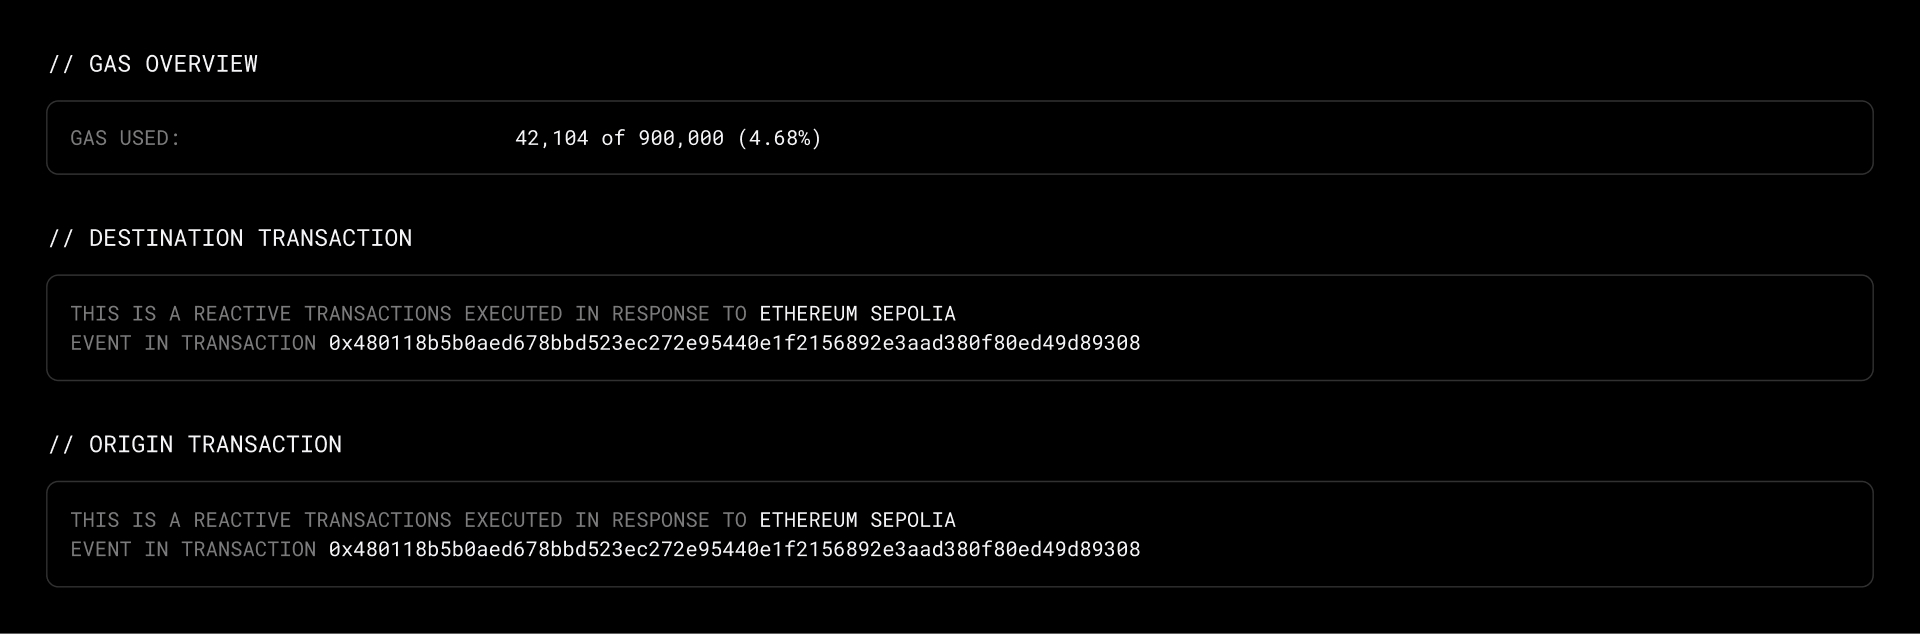 // GAS OVERVIEW
GAS USED: 42,104 of 900,000 (4.68%)
// DESTINATION TRANSACTION
THIS IS A REACTIVE TRANSACTIONS EXECUTED IN RESPONSE TO ETHEREUM SEPOLIA
EVENT IN TRANSACTION 0x480118b5b0aed678bbd523ec272e95440e1f2156892e3aad380f80ed49d89308
// ORIGIN TRANSACTION
THIS IS A REACTIVE TRANSACTIONS EXECUTED IN RESPONSE TO ETHEREUM SEPOLIA
EVENT IN TRANSACTION 0x480118b5b0aed678bbd523ec272e95440e1f2156892e3aad380f80ed49d89308